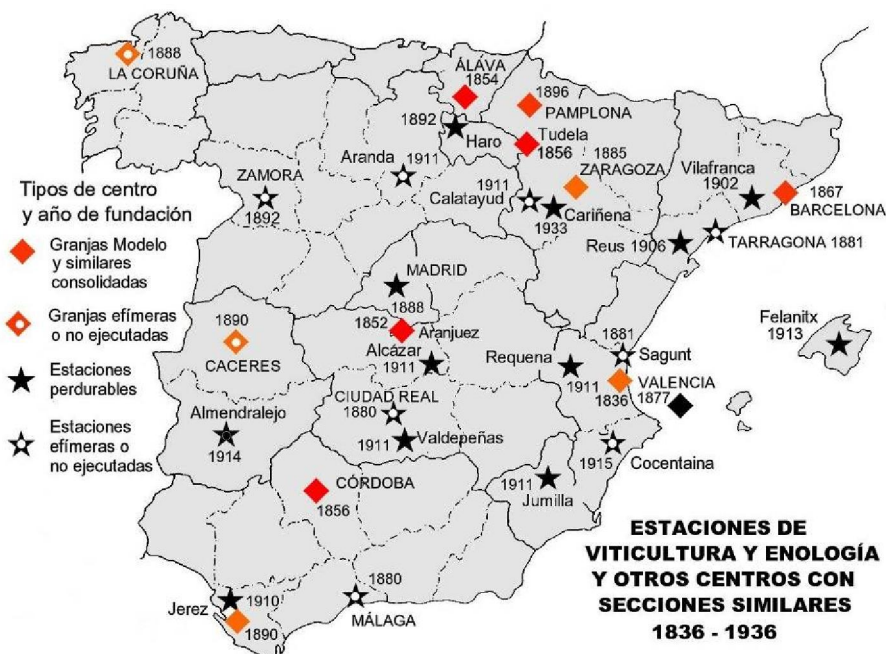 1888
LA CORUÑA
ÁLAVA
1854
1896
PAMPLONA
1892
Haro
Tudela
1856
Aranda
1911
1885
ZARAGOZA
ZAMORA
1892
1911
Calatayud
Cariñena
1933
Vilafranca
1902
1867
BARCELONA
Reus 1906
TARRAGONA 1881
Tipos de centro
y año de fundación
Granjas Modelo
y similares
consolidadas
Granjas efímeras
o no ejecutadas
Estaciones
perdurables
Estaciones
efímeras o
no ejecutadas
MADRID
1888
1852
Aranjuez
Alcázar
1911
1890
CACERES
Felanitx
1913
1881
Sagunt
Requena
1911
1836
VALENCIA
1877
CIUDAD REAL
1880
Almendralejo
1914
1911
Valdepeñas
1915
Cocentaina
1911
Jumilla
CÓRDOBA
1856
1880
MÁLAGA
1910
Jerez
1890
ESTACIONES DE
VITICULTURA Y ENOLOGÍA
Y OTROS CENTROS CON
SECCIONES SIMILARES
1836 - 1936